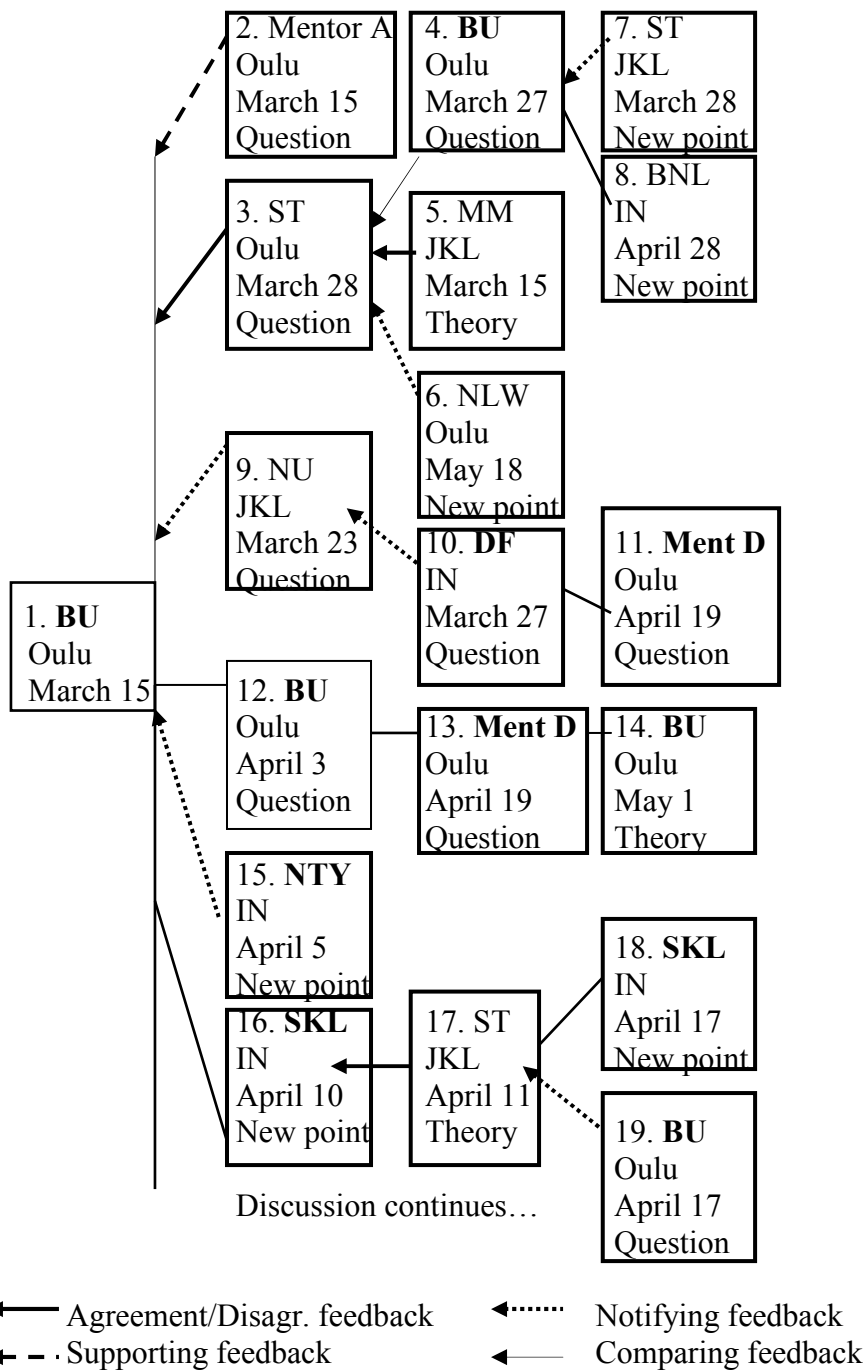 2. Mentor A
Oulu
March 15
Question
4. BU
Oulu
March 27
Question
7. ST
JKL
March 28
New point
8. BNL
IN
April 28
New point
3. ST
Oulu
March 28
Question
5. MM
JKL
March 15
Theory
6. NLW
Oulu
May 18
New point
9. NU
JKL
March 23
Question
10. DF
IN
March 27
Question
11. Ment D
Oulu
April 19
Question
1. BU
Oulu
March 15
12. BU
Oulu
April 3
Question
13. Ment D
Oulu
April 19
Question
14. BU
Oulu
May 1
Theory
15. NTY
IN
April 5
New point
16. SKL
IN
April 10
New point
17. ST
JKL
April 11
Theory
18. SKL
IN
April 17
New point
19. BU
Oulu
April 17
Question
Discussion continues…
Agreement/Disagr. feedback
Notifying feedback
Supporting feedback
Comparing feedback